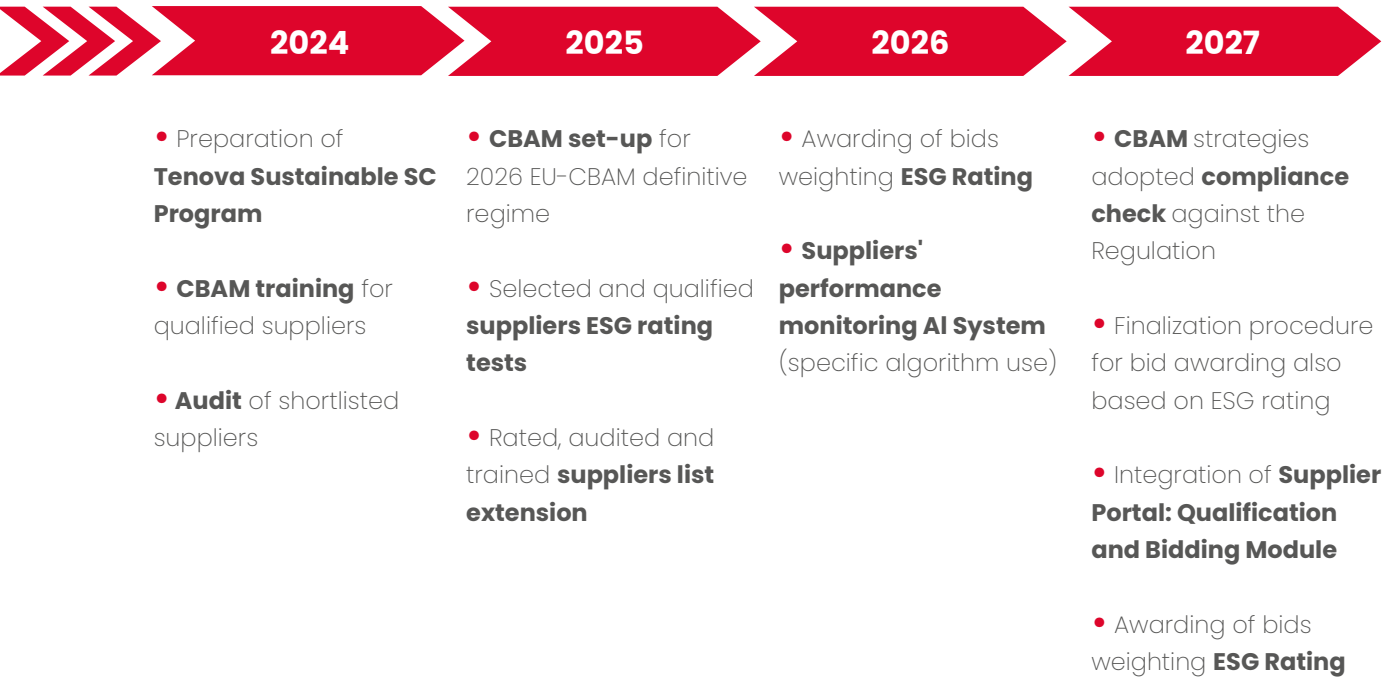 2024
2025
2026
2027
• Preparation of
Tenova Sustainable SC
Program
• CBAM training for
qualified suppliers
• Audit of shortlisted
suppliers
• CBAM set-up for
2026 EU-CBAM definitive
regime
• Selected and qualified
suppliers ESG rating
tests
• Rated, audited and
trained suppliers list
extension
• Awarding of bids
weighting ESG Rating
• Suppliers'
performance
monitoring AI System
(specific algorithm use)
• CBAM strategies
adopted compliance
check against the
Regulation
• Finalization procedure
for bid awarding also
based on ESG rating
• Integration of Supplier
Portal: Qualification
and Bidding Module
• Awarding of bids
weighting ESG Rating